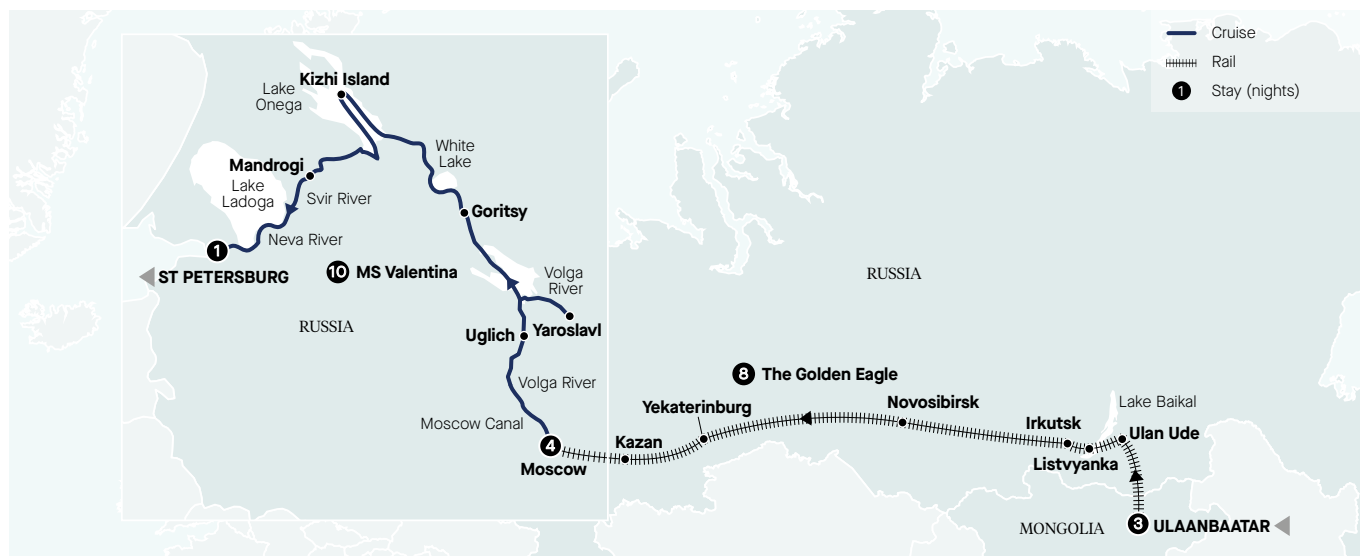 Cruise
Rail
1 Stay (nights)
Kizhi Island
Lake
Onega
White
Lake
Mandrogi
Lake
Ladoga
Svir River
Goritsy
Neva River
1
ST PETERSBURG
10 MS Valentina
Volga
River
RUSSIA
RUSSIA
Uglich
Yaroslavl
Volga River
8 The Golden Eagle
Moscow Canal
4
Moscow
Kazan
Yekaterinburg
Novosibirsk
Irkutsk
Listvyanka
Lake Baikal
Ulan Ude
MONGOLIA
3 ULAANBAATAR